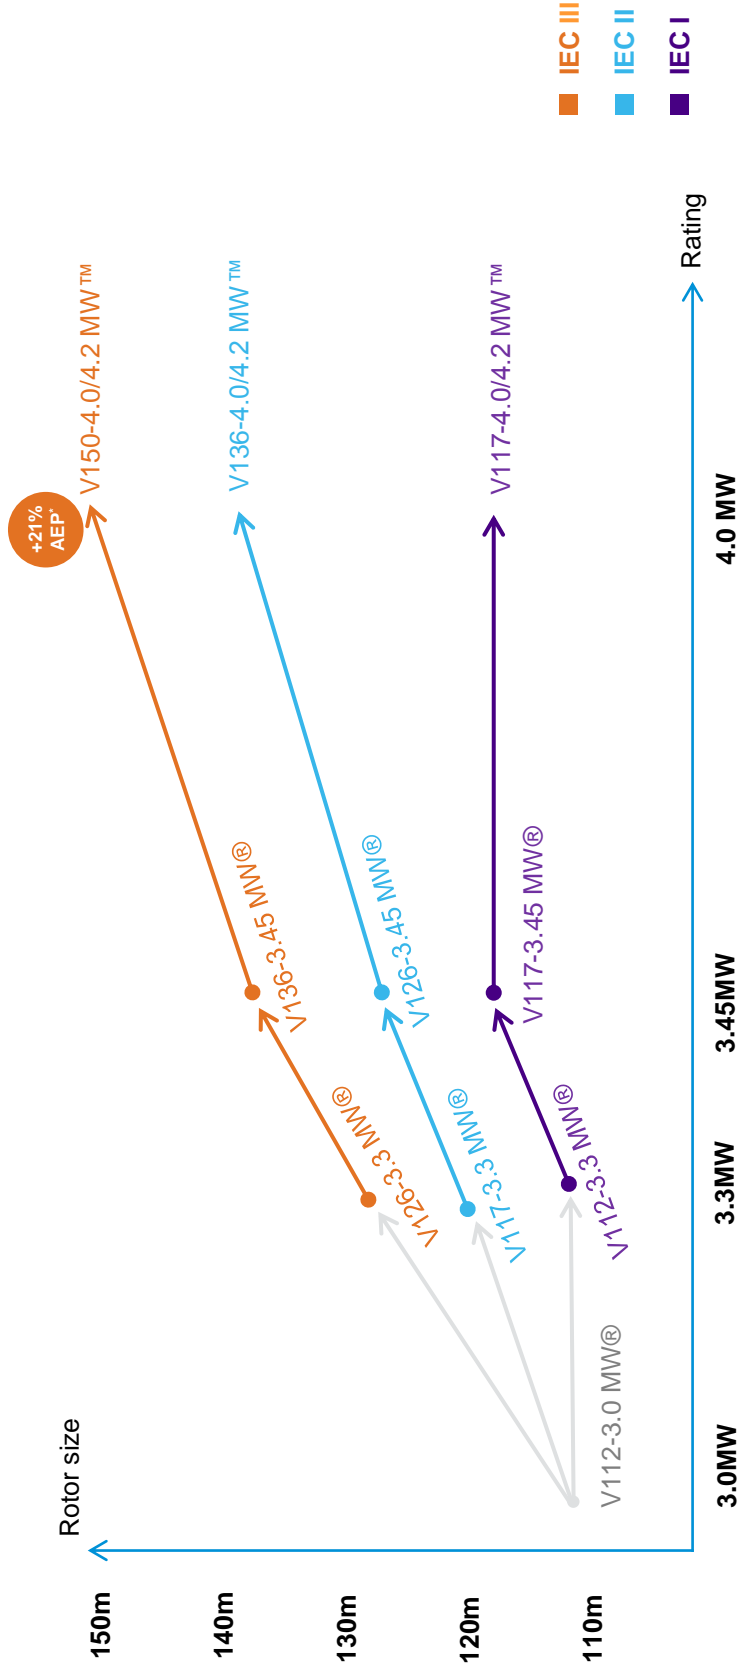 Rotor size
150m
140m
130m
120m
110m
+21%
AEP*
V150-4.0/4.2 MW™
V136-4.0/4.2 MW™
V117-4.0/4.2 MW™
V136-3.45 MW®
V126-3.45 MW®
V117-3.45 MW®
V126-3.3 MW®
V117-3.3 MW®
V112-3.3 MW®
V112-3.0 MW®
Rating
3.0MW
3.3MW
3.45MW
4.0 MW
IEC III
IEC II
IEC I